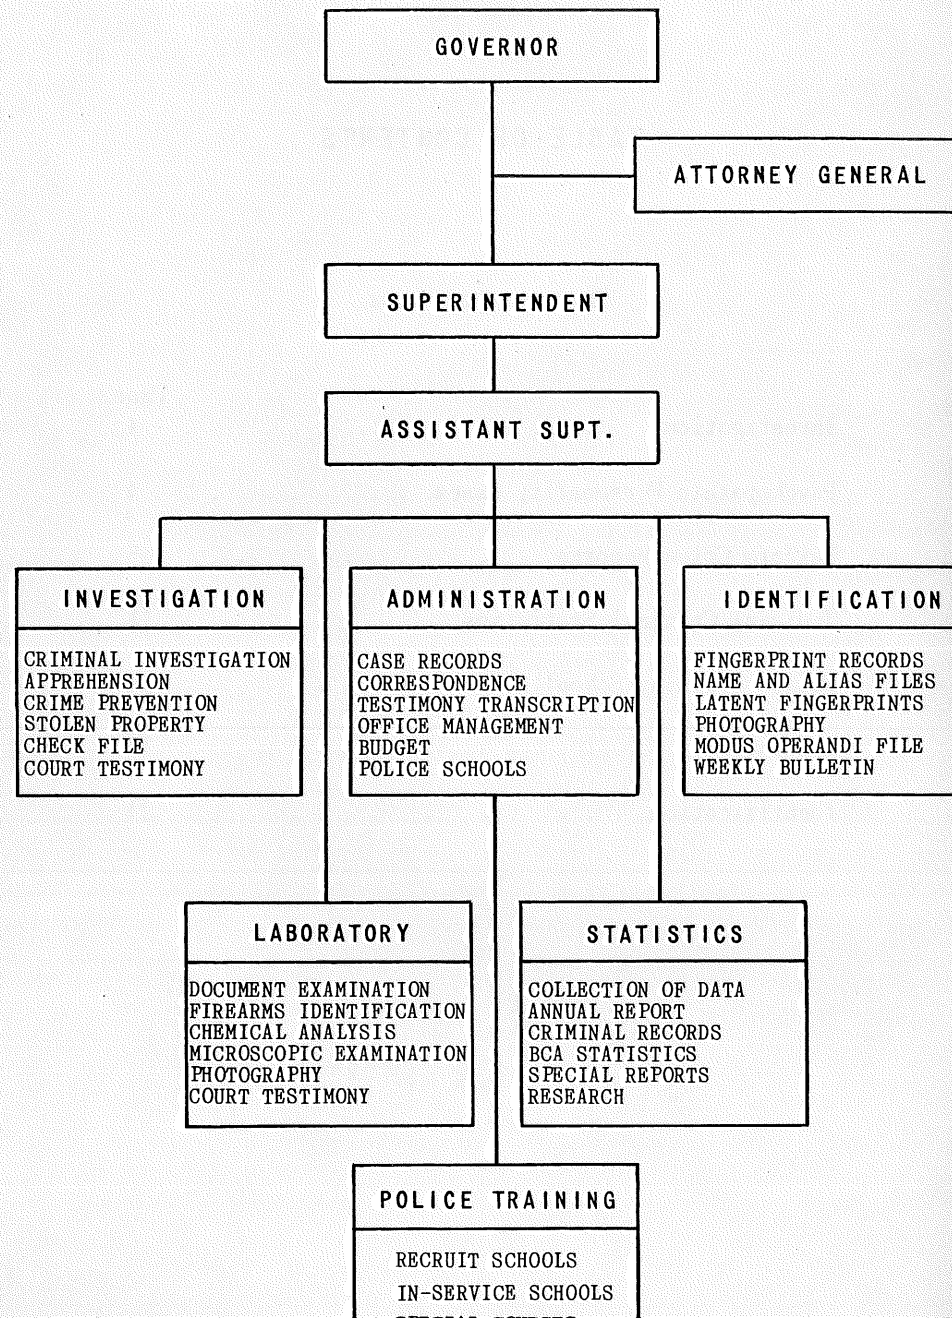 GOVERNOR
ATTORNEY GENERAL
SUPERINTENDENT
ASSISTANT SUPT.
INVESTIGATION
CRIMINAL INVESTIGATION
APPREHENSION
CRIME PREVENTION
STOLEN PROPERTY
CHECK FILE
COURT TESTIMONY
ADMINISTRATION
CASE RECORDS
CORRESPONDENCE
TESTIMONY TRANSCRIPTION
OFFICE MANAGEMENT
BUDGET
POLICE SCHOOLS
IDENTIFICATION
FINGERPRINT RECORDS
NAME AND ALIAS FILES
LATENT FINGERPRINTS
PHOTOGRAPHY
MODUS OPERANDI FILE
WEEKLY BULLETIN
LABORATORY
DOCUMENT EXAMINATION
FIREARMS IDENTIFICATION
CHEMICAL ANALYSIS
MICROSCOPIC EXAMINATION
PHOTOGRAPHY
COURT TESTIMONY
STATISTICS
COLLECTION OF DATA
ANNUAL REPORT
CRIMINAL RECORDS
BCA STATISTICS
SPECIAL REPORTS
RESEARCH
POLICE TRAINING
RECRUIT SCHOOLS
IN-SERVICE SCHOOLS